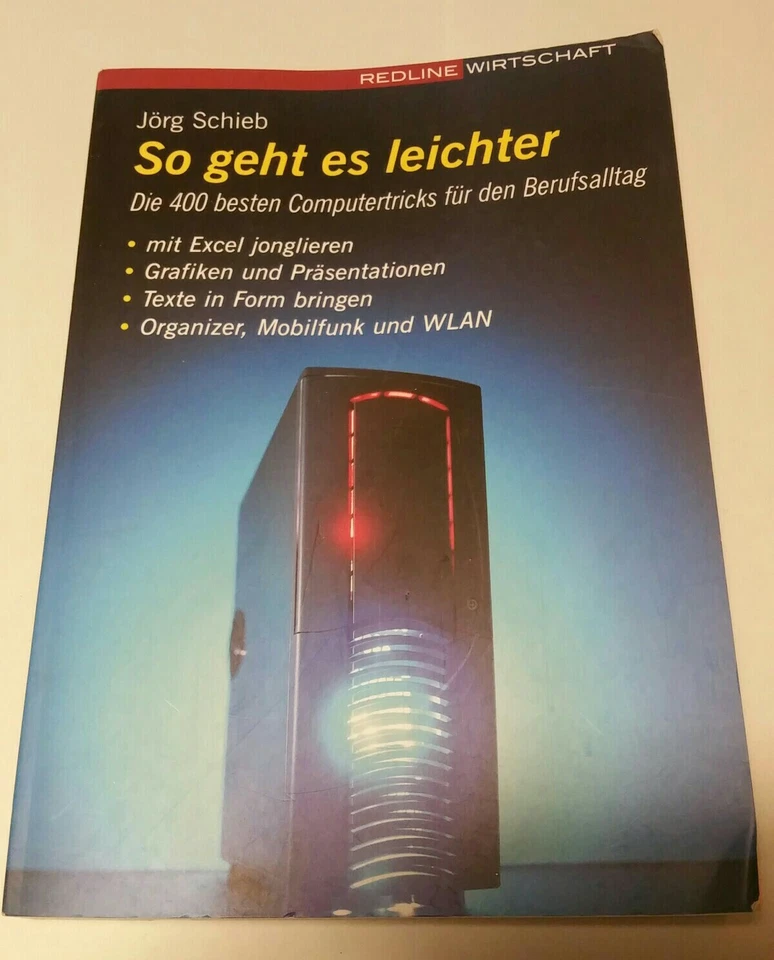 REDLINE WIRTSCHAFT
Jörg Schieb
So geht es leichter
Die 400 besten Computertricks für den Berufsalltag
• mit Excel jonglieren
• Grafiken und Präsentationen
• Texte in Form bringen
• Organizer, Mobilfunk und WLAN